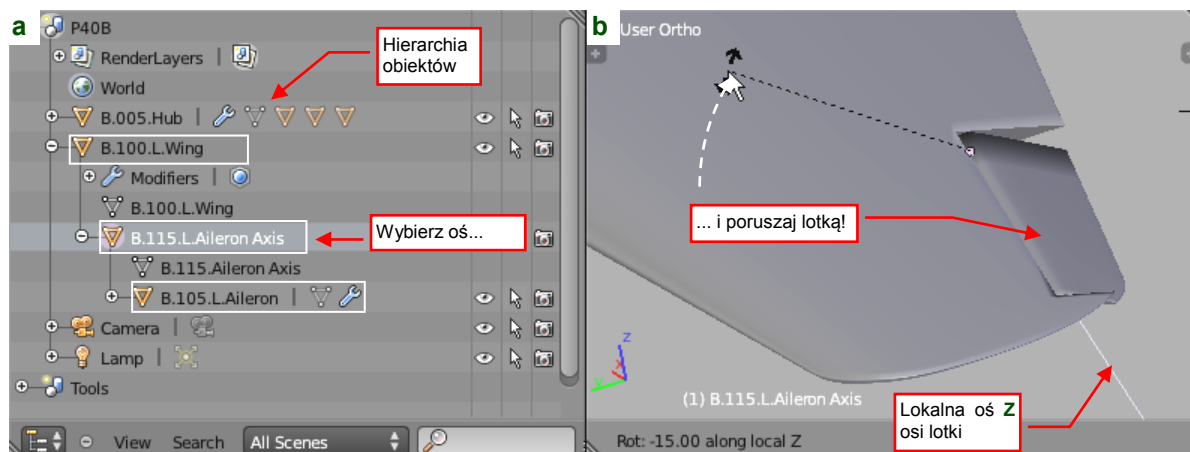 a
P40B
RenderLayers |
World
B.005.Hub |
B.100.L.Wing
Modifiers |
B.100.L.Wing
B.115.L.Aileron Axis
B.115.Aileron Axis
B.105.L.Aileron |
Camera |
Lamp |
Tools
Hierarchia
obiektów
Wybierz oś...
View Search All Scenes
b
User Ortho
... i poruszaj lotką!
z
x
y
(1) B.115.L.Aileron Axis
Lokalna oś Z
osi lotki
Rot: -15.00 along local Z